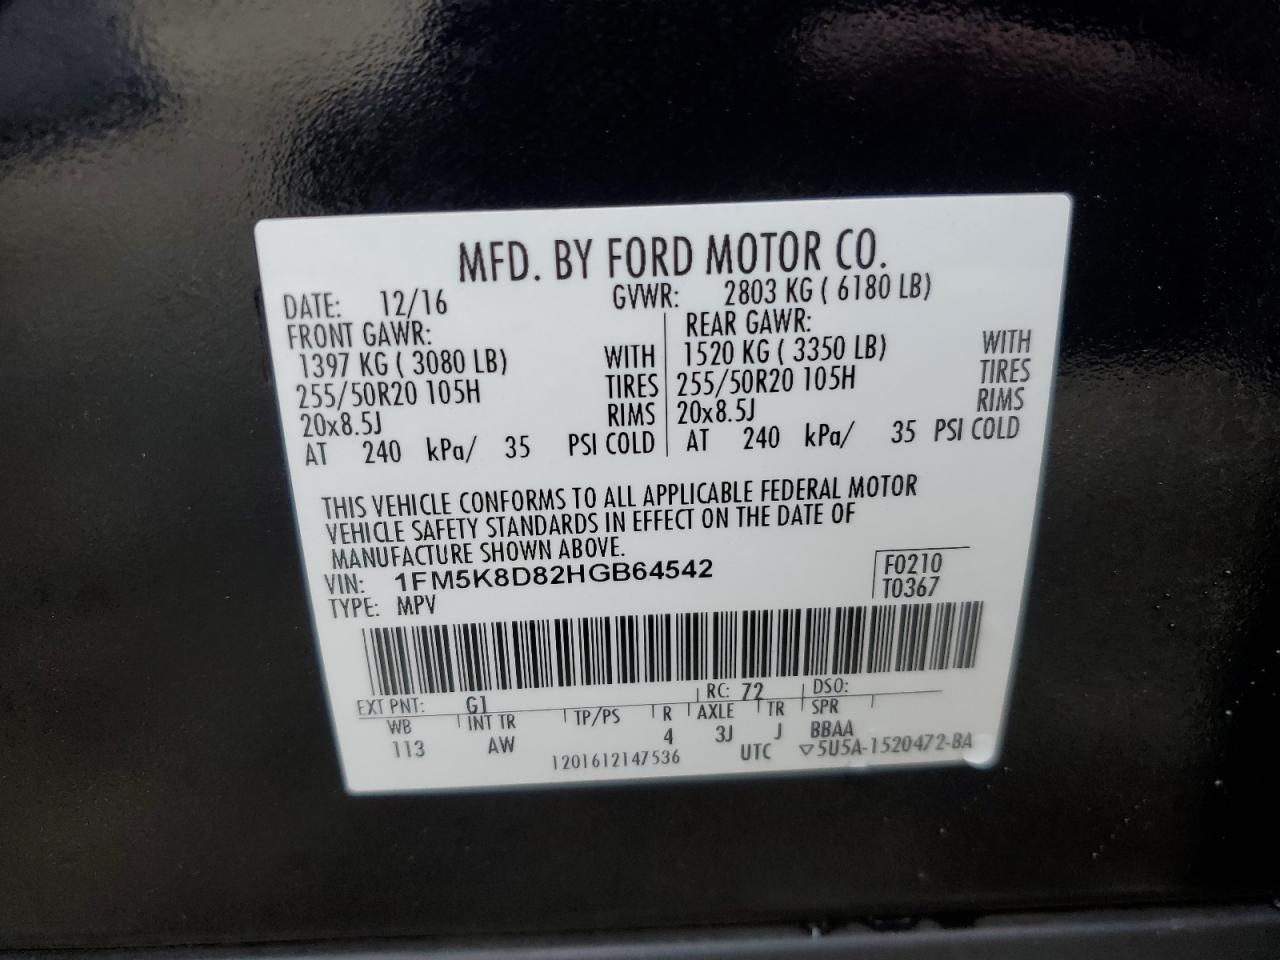 MFD. BY FORD MOTOR CO.
DATE: 12/16 GVWR: 2803 KG ( 6180 LB)
FRONT GAWR: REAR GAWR:
1397 KG ( 3080 LB) WITH 1520 KG ( 3350 LB) WITH
255/50R20 105H TIRES 255/50R20 105H TIRES
20x8.5J RIMS 20x8.5J RIMS
AT 240 kPa/ 35 PSI COLD AT 240 kPa/ 35 PSI COLD
THIS VEHICLE CONFORMS TO ALL APPLICABLE FEDERAL MOTOR
VEHICLE SAFETY STANDARDS IN EFFECT ON THE DATE OF
MANUFACTURE SHOWN ABOVE.
VIN: 1FM5K8D82HGB64542 F0210
TYPE: MPV T0367
EXT PNT: G1 RC: 72 DSO:
WB INT TR TP/PS R AXLE TR SPR
113 AW 4 3J J BBAA
1201612147536 UTC ▽5U5A-1520472-BA